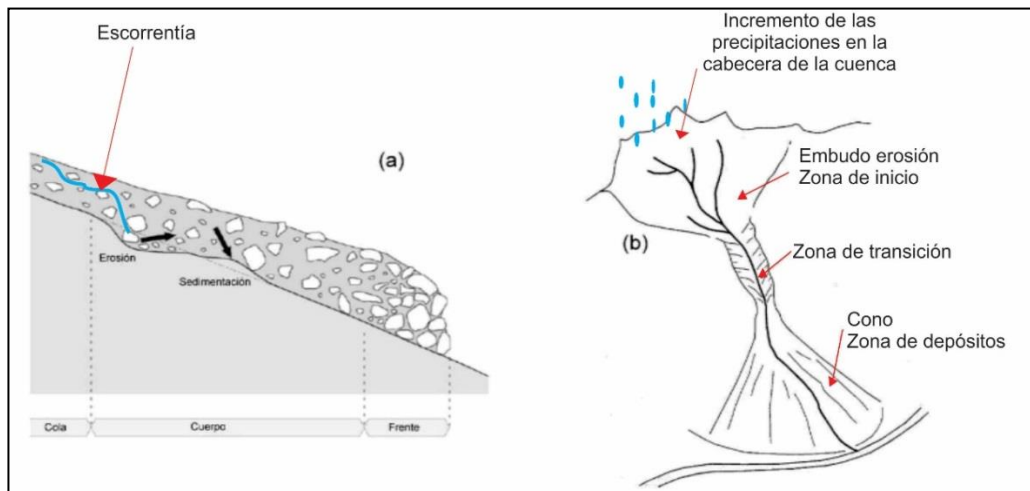 Escorrentía
(a)
Erosión
Sedimentación
Cola
Cuerpo
Frente
Incremento de las
precipitaciones en la
cabecera de la cuenca
Embudo erosión
Zona de inicio
(b)
Zona de transición
Cono
Zona de depósitos